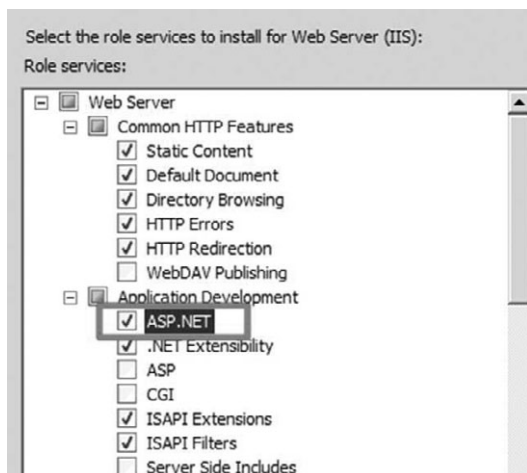 Select the role services to install for Web Server (IIS):
Role services:
Web Server
Common HTTP Features
Static Content
Default Document
Directory Browsing
HTTP Errors
HTTP Redirection
WebDAV Publishing
Application Development
ASP.NET
.NET Extensibility
ASP
CGI
ISAPI Extensions
ISAPI Filters
Server Side Includes